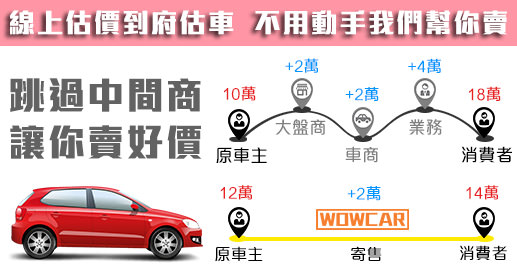 線上估價到府估車 不用動手我們幫你賣
跳過中間商
讓你賣好價
+2萬 +4萬
10萬 +2萬 18萬
大盤商 業務
原車主 車商 消費者
12萬 +2萬 14萬
WOWCAR
原車主 寄售 消費者